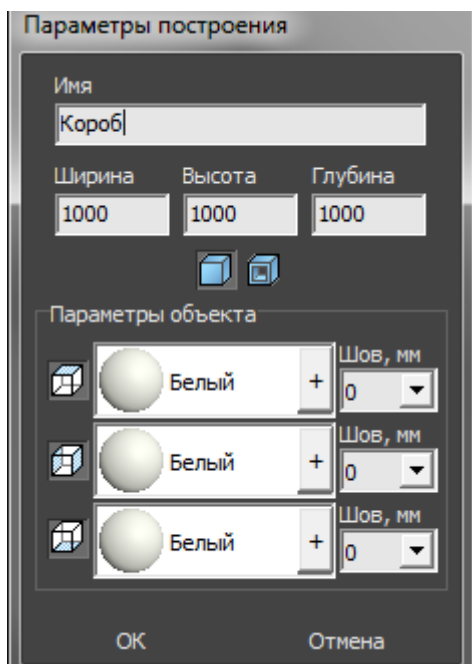 Параметры построения
Имя
Короб
Ширина Высота Глубина
1000 1000 1000
Параметры объекта
Шов, мм
Белый + 0
Шов, мм
Белый + 0
Шов, мм
Белый + 0
OK Отмена